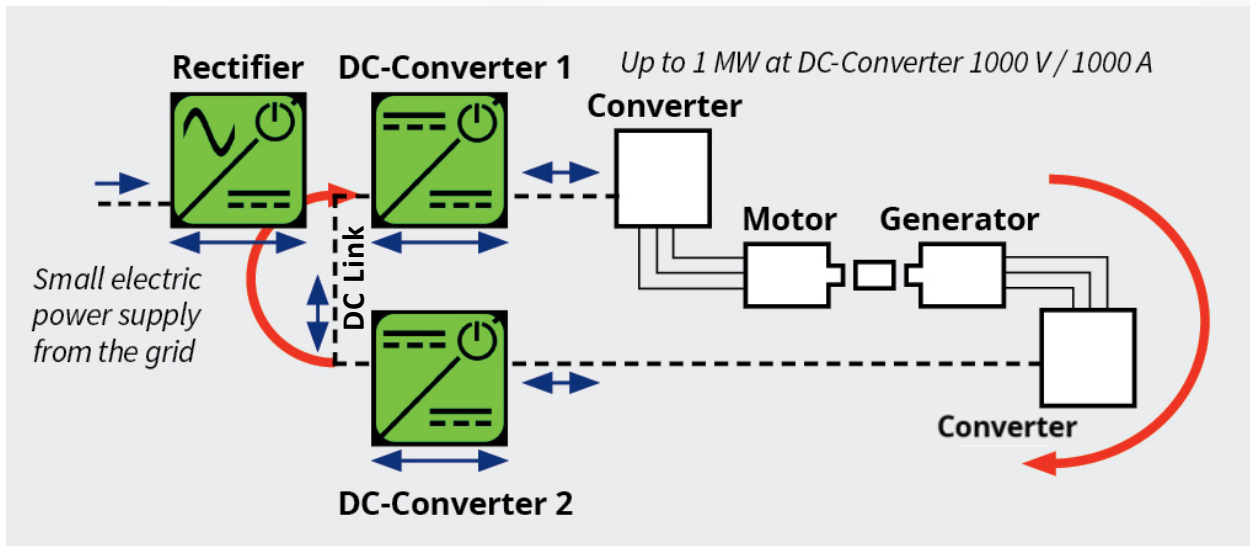 Rectifier
DC-Converter 1
Up to 1 MW at DC-Converter 1000 V / 1000 A
Converter
Motor
Generator
DC Link
Small electric
power supply
from the grid
Converter
DC-Converter 2